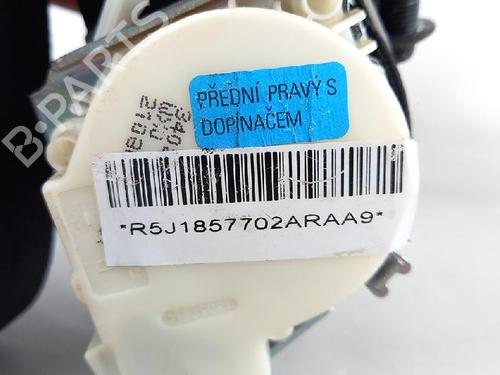 PŘEDNÍ PRAVÝ S
DOPÍNAČEM
*R5J1857702ARAA9*
B-PARTS